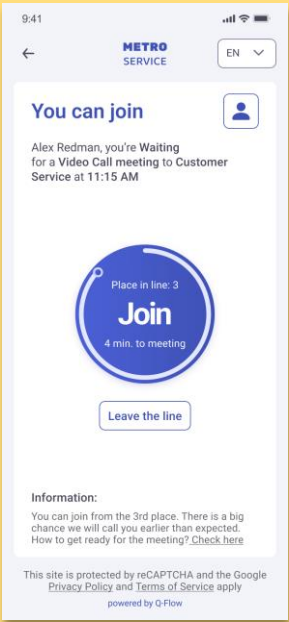 9:41
METRO
SERVICE
EN
You can join
Alex Redman, you're Waiting
for a Video Call meeting to Customer
Service at 11:15 AM
Place in line: 3
Join
4 min. to meeting
Leave the line
Information:
You can join from the 3rd place. There is a big
chance we will call you earlier than expected.
How to get ready for the meeting? Check here
This site is protected by reCAPTCHA and the Google
Privacy Policy and Terms of Service apply
powered by Q-Flow